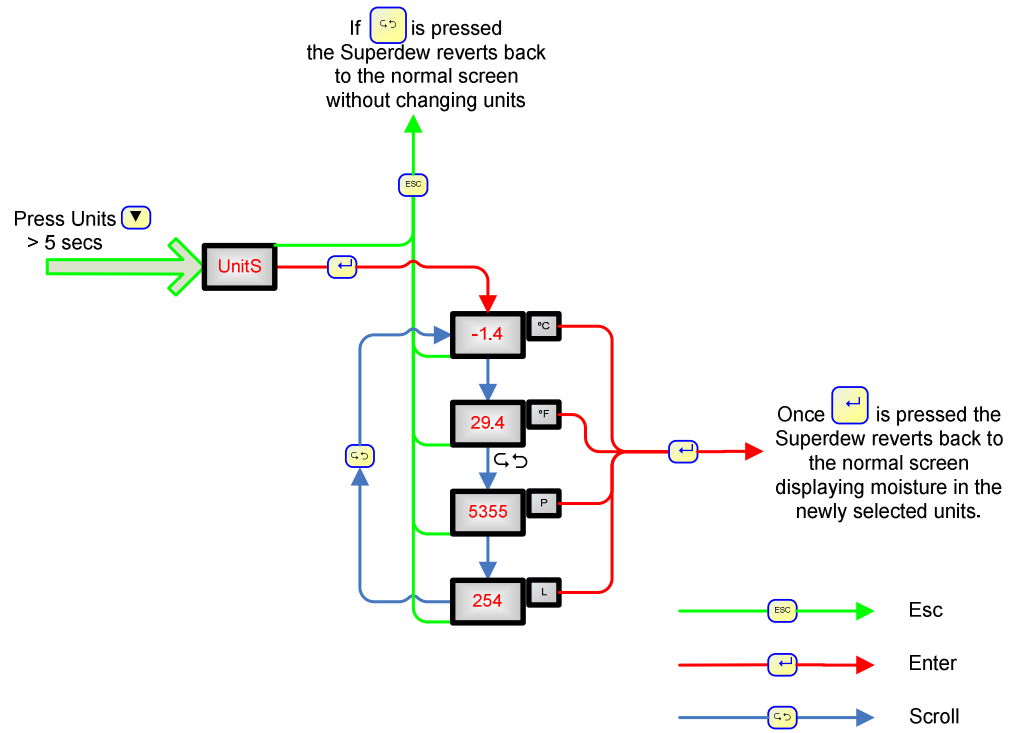 If is pressed
the Superdew reverts back
to the normal screen
without changing units
ESC
Press Units ▼
> 5 secs
UnitS
-1.4
ºC
29.4
ºF
5355
P
254
L
Once is pressed the
Superdew reverts back to
the normal screen
displaying moisture in the
newly selected units.
ESC Esc
Enter
Scroll